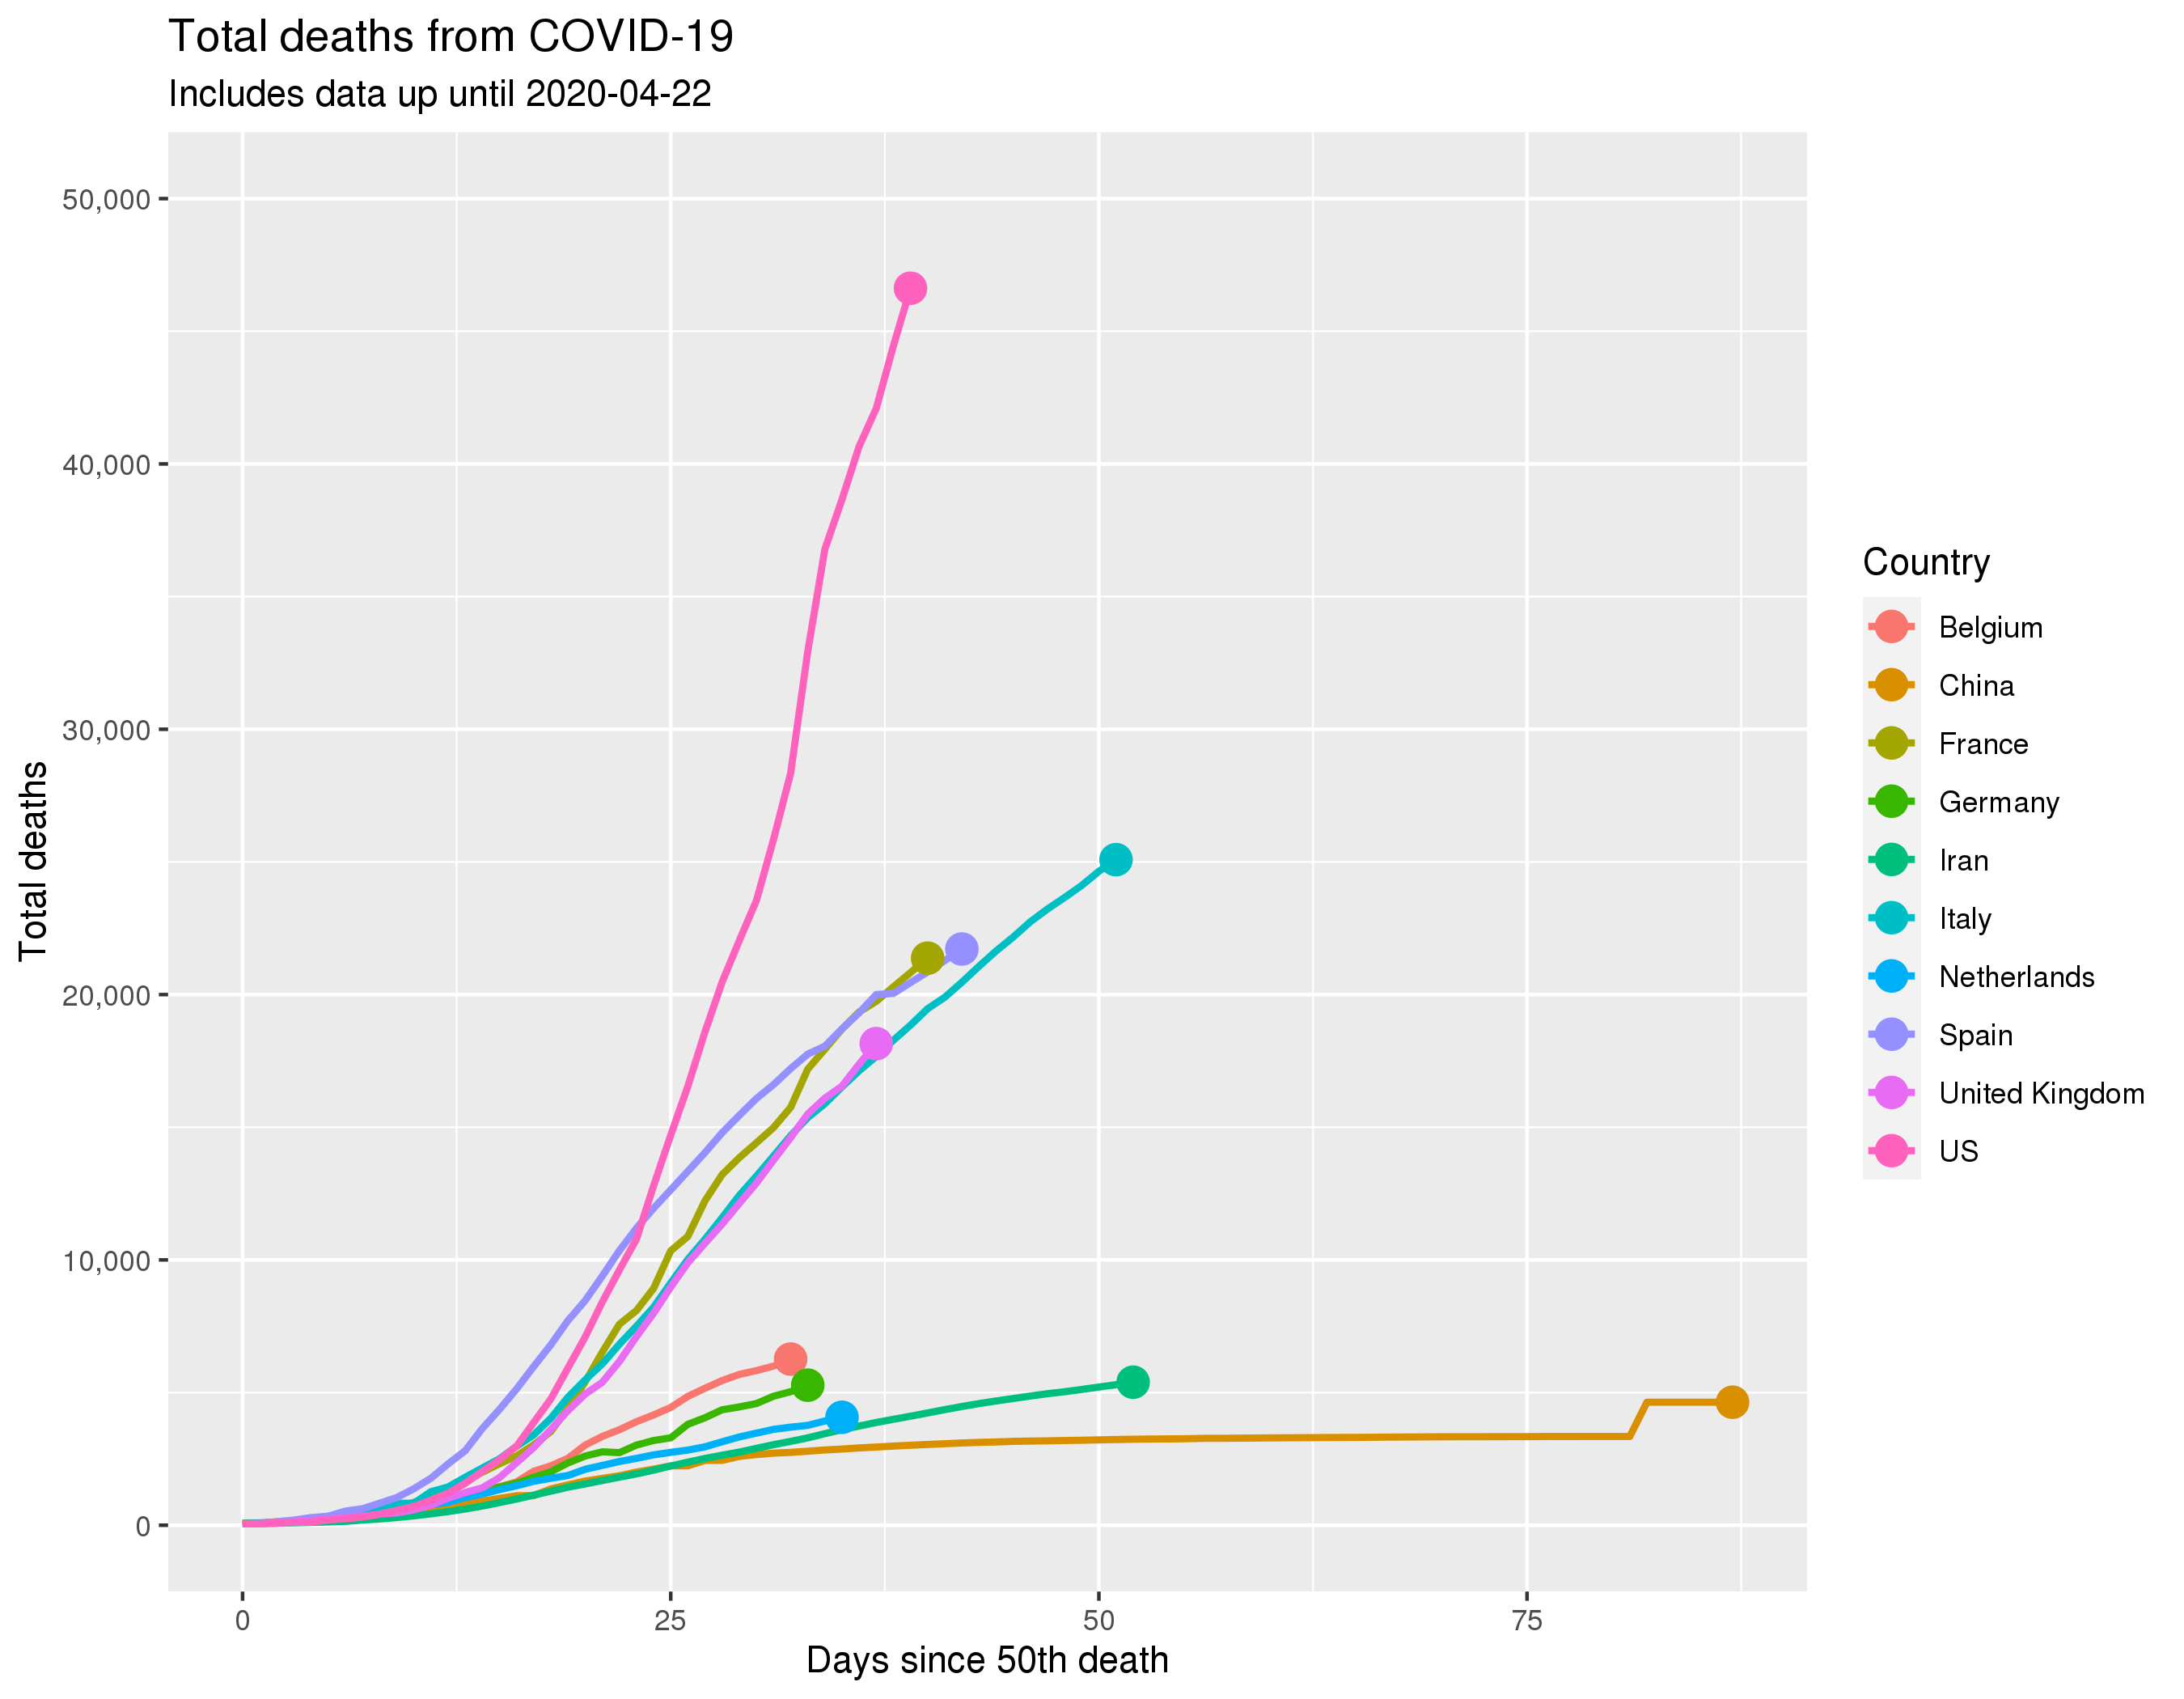 Total deaths from COVID-19
Includes data up until 2020-04-22
Total deaths
50,000
40,000
30,000
20,000
10,000
0
0
25
50
75
Days since 50th death
Country
Belgium
China
France
Germany
Iran
Italy
Netherlands
Spain
United Kingdom
US